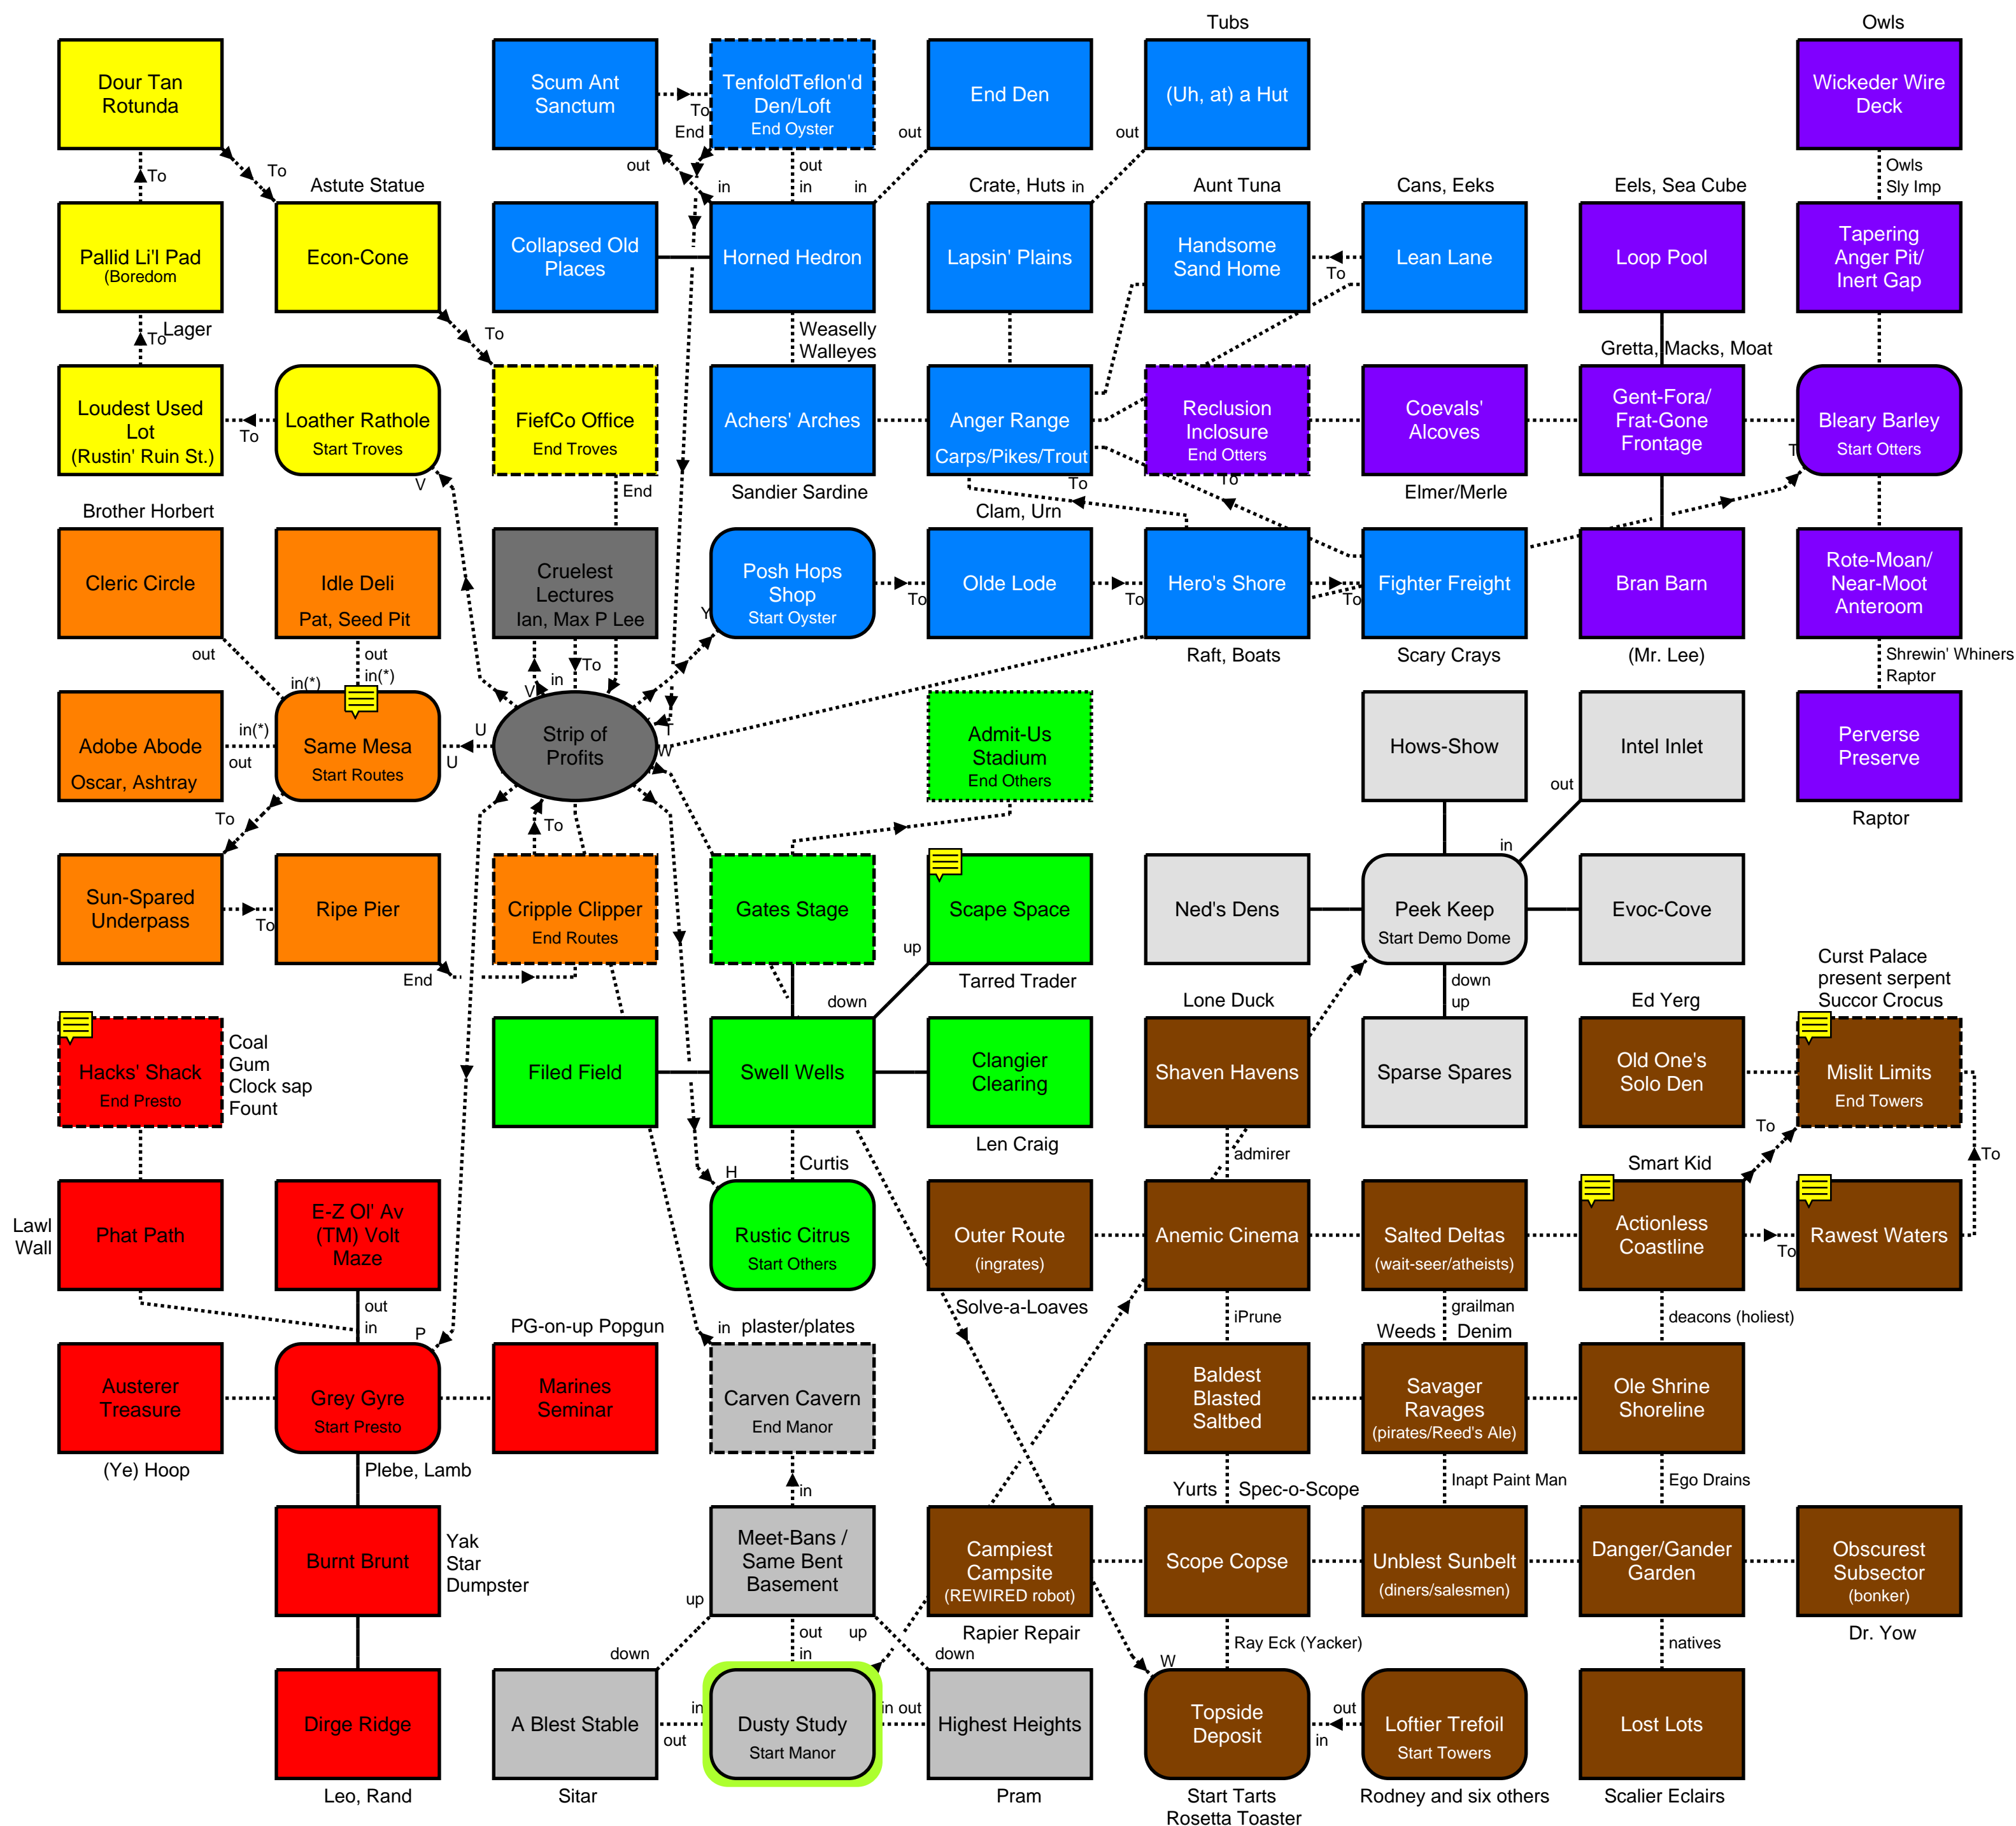 Tubs
Owls
Dour Tan
Rotunda
Scum Ant
Sanctum
To
End
TenfoldTeflon'd
Den/Loft
End Oyster
End Den
(Uh, at) a Hut
Wickeder Wire
Deck
To
To
out
in
out
in
in
out
out
Owls
Sly Imp
Astute Statue
Crate, Huts
in
Aunt Tuna
Cans, Eeks
Eels, Sea Cube
Pallid Li'l Pad
(Boredom
Econ-Cone
Collapsed Old
Places
Horned Hedron
Lapsin' Plains
Handsome
Sand Home
To
Lean Lane
Loop Pool
Tapering
Anger Pit/
Inert Gap
To
Lager
To
Weaselly
Walleyes
Gretta, Macks, Moat
Loudest Used
Lot
(Rustin' Ruin St.)
To
Loather Rathole
Start Troves
FiefCo Office
End Troves
Achers' Arches
Anger Range
Carps/Pikes/Trout
Reclusion
Inclosure
End Otters
Coevals'
Alcoves
Gent-Fora/
Frat-Gone
Frontage
Bleary Barley
Start Otters
T
V
End
Sandier Sardine
To
To
Elmer/Merle
Brother Horbert
Clam, Urn
Cleric Circle
Idle Deli
Pat, Seed Pit
Cruelest
Lectures
Ian, Max P Lee
Y
Posh Hops
Shop
Start Oyster
To
Olde Lode
To
Hero's Shore
To
Fighter Freight
Bran Barn
Rote-Moan/
Near-Moot
Anteroom
out
out
in(*)
in(*)
V
in
To
Raft, Boats
Scary Crays
(Mr. Lee)
Shrewin' Whiners
Raptor
Adobe Abode
Oscar, Ashtray
in(*)
out
Same Mesa
Start Routes
U
U
Strip of
Profits
T
W
Admit-Us
Stadium
End Others
Hows-Show
Intel Inlet
Perverse
Preserve
To
To
out
in
Raptor
Sun-Spared
Underpass
To
Ripe Pier
Cripple Clipper
End Routes
Gates Stage
Scape Space
up
Ned's Dens
Peek Keep
Start Demo Dome
Evoc-Cove
End
down
Tarred Trader
Lone Duck
down
up
Ed Yerg
Curst Palace
present serpent
Succor Crocus
Hacks' Shack
End Presto
Coal
Gum
Clock sap
Fount
Filed Field
Swell Wells
Clangier
Clearing
Shaven Havens
Sparse Spares
Old One's
Solo Den
Mislit Limits
End Towers
H
Curtis
Len Craig
admirer
Smart Kid
To
To
Lawl
Wall
Phat Path
E-Z Ol' Av
(TM) Volt
Maze
Rustic Citrus
Start Others
Outer Route
(ingrates)
Anemic Cinema
Salted Deltas
(wait-seer/atheists)
Actionless
Coastline
To
Rawest Waters
out
in
P
PG-on-up Popgun
in
plaster/plates
Solve-a-Loaves
iPrune
grailman
Weeds
Denim
deacons (holiest)
Austerer
Treasure
Grey Gyre
Start Presto
Marines
Seminar
Carven Cavern
End Manor
Baldest
Blasted
Saltbed
Savager
Ravages
(pirates/Reed's Ale)
Ole Shrine
Shoreline
(Ye) Hoop
Plebe, Lamb
in
Yurts
Spec-o-Scope
Inapt Paint Man
Ego Drains
Burnt Brunt
Yak
Star
Dumpster
Meet-Bans /
Same Bent
Basement
Campiest
Campsite
(REWIRED robot)
Scope Copse
Unblest Sunbelt
(diners/salesmen)
Danger/Gander
Garden
Obscurest
Subsector
(bonker)
up
down
out
in
up
down
Rapier Repair
W
Ray Eck (Yacker)
natives
Dr. Yow
Dirge Ridge
A Blest Stable
in
out
Dusty Study
Start Manor
in out
Highest Heights
Topside
Deposit
out
in
Loftier Trefoil
Start Towers
Lost Lots
Leo, Rand
Sitar
Pram
Start Tarts
Rosetta Toaster
Rodney and six others
Scalier Eclairs